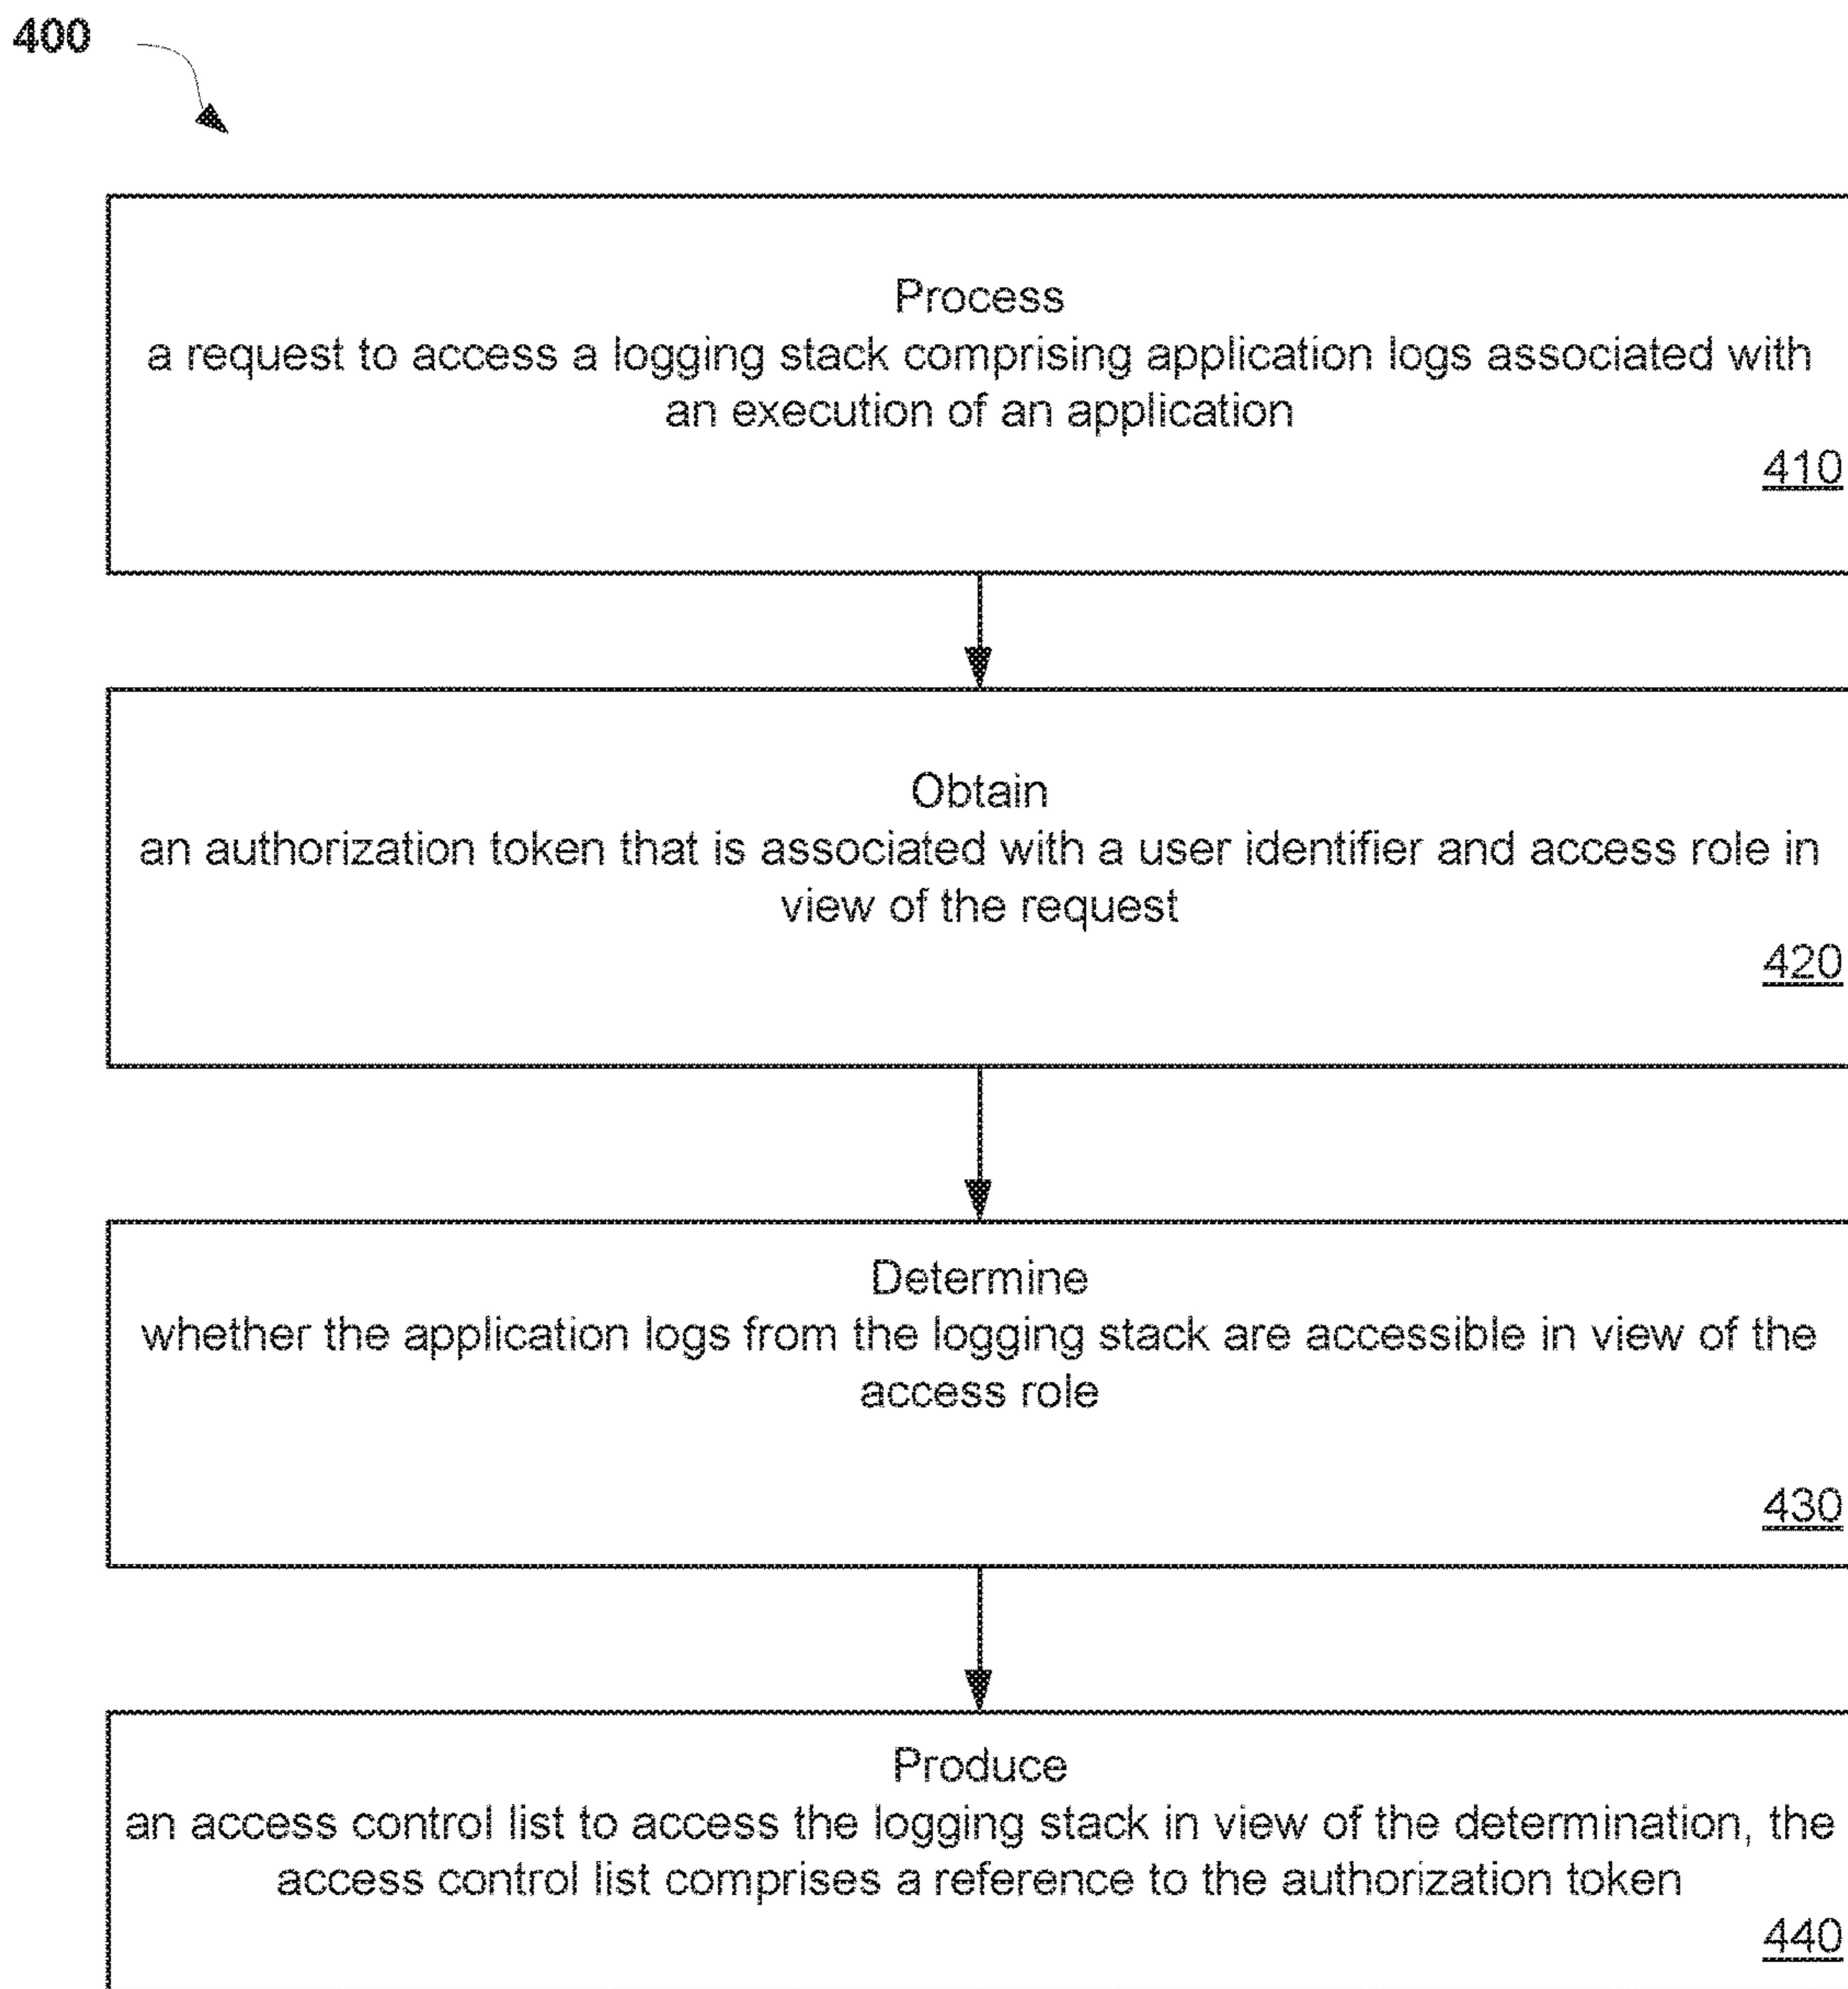 400
Process
a request to access a logging stack comprising application logs associated with
an execution of an application
410
Obtain
an authorization token that is associated with a user identifier and access role in
view of the request
420
Determine
whether the application logs from the logging stack are accessible in view of the
access role
430
Produce
an access control list to access the logging stack in view of the determination, the
access control list comprises a reference to the authorization token
440